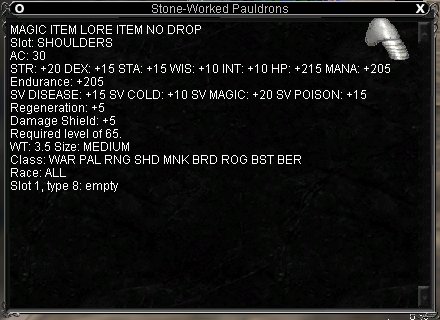 O Stone-Worked Pauldrons X
MAGIC ITEM LORE ITEM NO DROP
Slot: SHOULDERS
AC: 30
STR: +20 DEX: +15 STA: +15 WIS: +10 INT: +10 HP: +215 MANA: +205
Endurance: +205
SV DISEASE: +15 SV COLD: +10 SV MAGIC: +20 SV POISON: +15
Regeneration: +5
Damage Shield: +5
Required level of 65.
WT: 3.5 Size: MEDIUM
Class: WAR PAL RNG SHD MNK BRD ROG BST BER
Race: ALL
Slot 1, type 8: empty